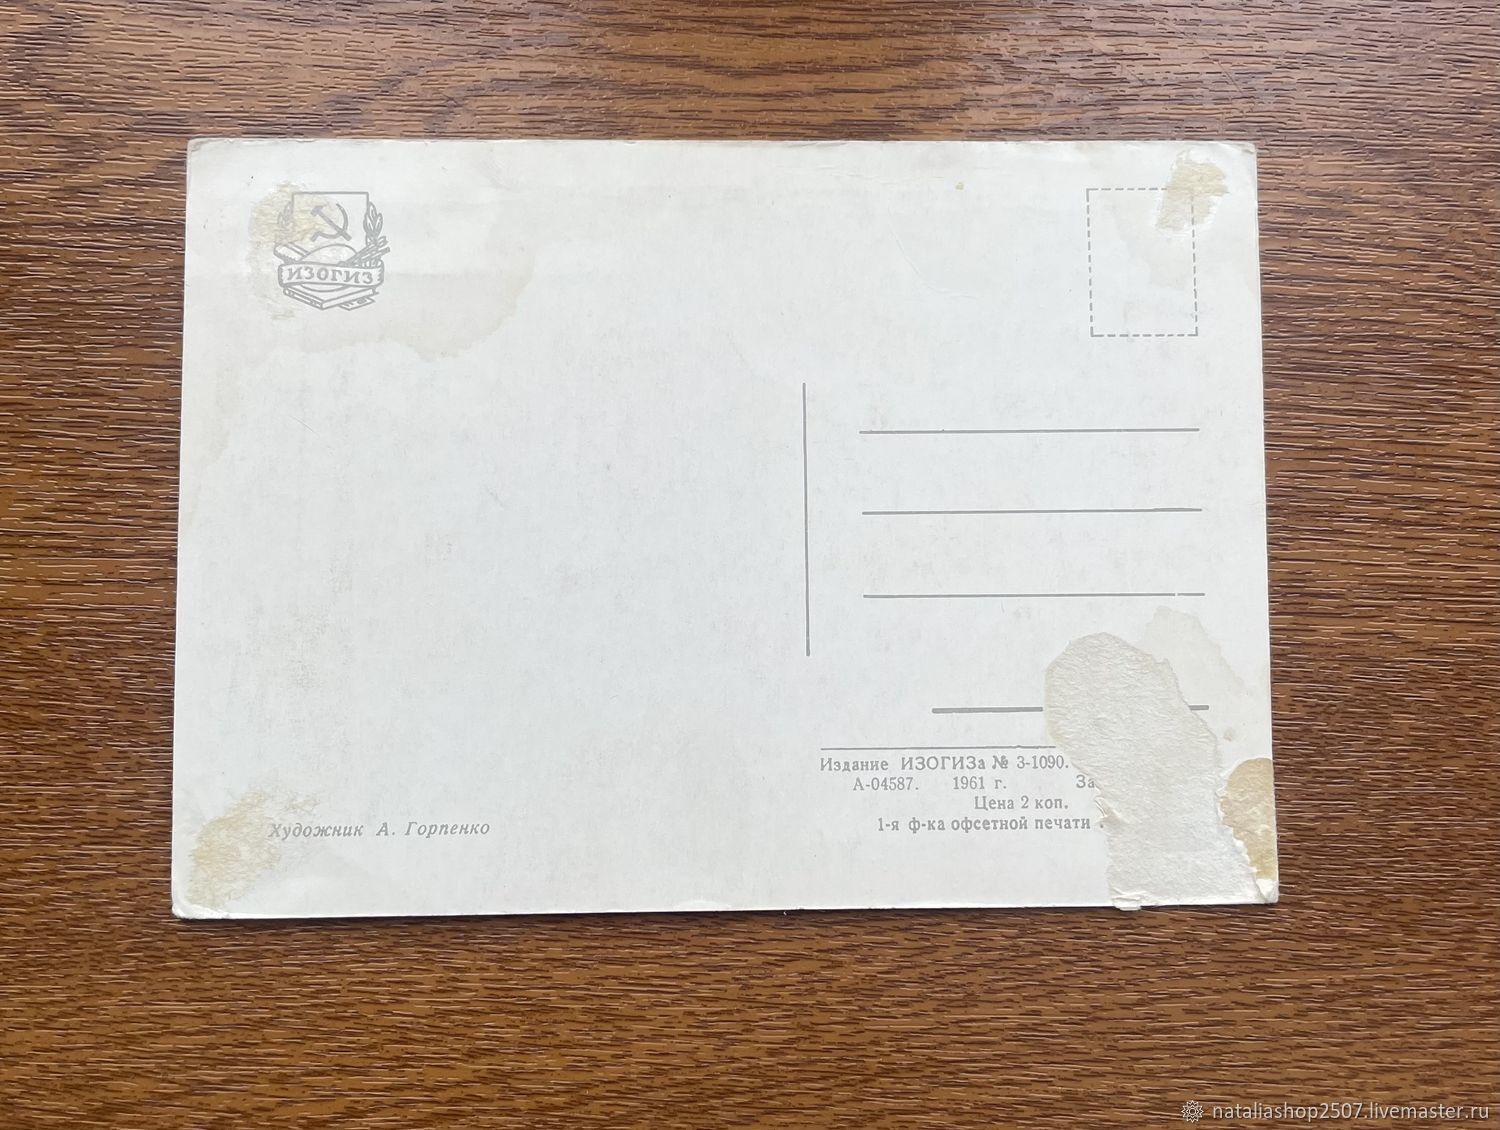 ИЗОГИЗ
Издание ИЗОГИЗа № 3-1090.
А-04587. 1961 г.
Цена 2 коп.
1-я ф-ка офсетной печати
Художник А. Горпенко
nataliashop2507.livemaster.ru